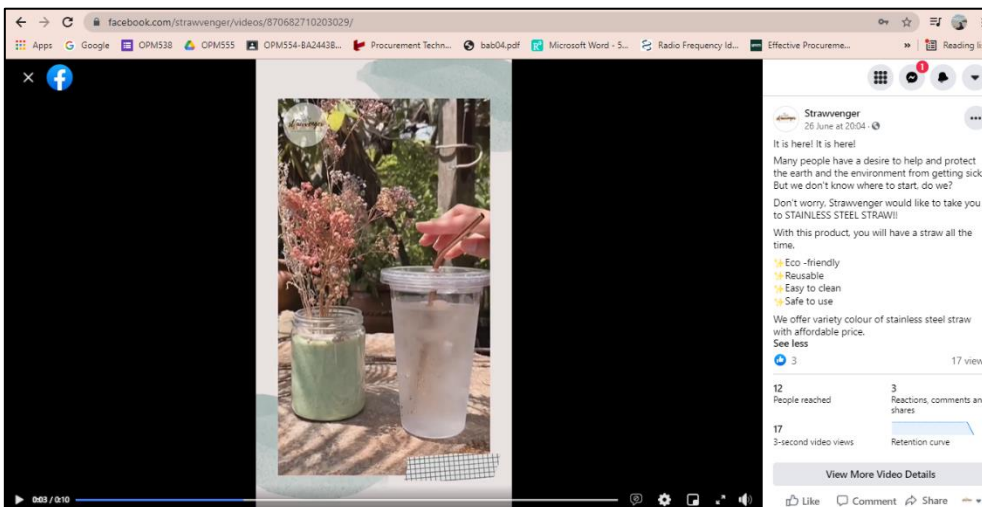 facebook.com/strawvenger/videos/870682710203029/
Apps Google OPM538 OPM555 OPM554-BA2443B... Procurement Techn... bab04.pdf Microsoft Word - 5... Radio Frequency Id... Effective Procureme... » Reading li
1
Strawvenger
Strawvenger
26 June at 20:04 ·
It is here! It is here!
Many people have a desire to help and protect
the earth and the environment from getting sick
But we don't know where to start, do we?
Don't worry, Strawvenger would like to take you
to STAINLESS STEEL STRAW!!
With this product, you will have a straw all the
time.
✨Eco -friendly
✨Reusable
✨Easy to clean
✨Safe to use
We offer variety colour of stainless steel straw
with affordable price.
See less
3 17 view
12 3
People reached Reactions, comments an
shares
17
3-second video views Retention curve
View More Video Details
0:03 / 0:10
Like Comment Share